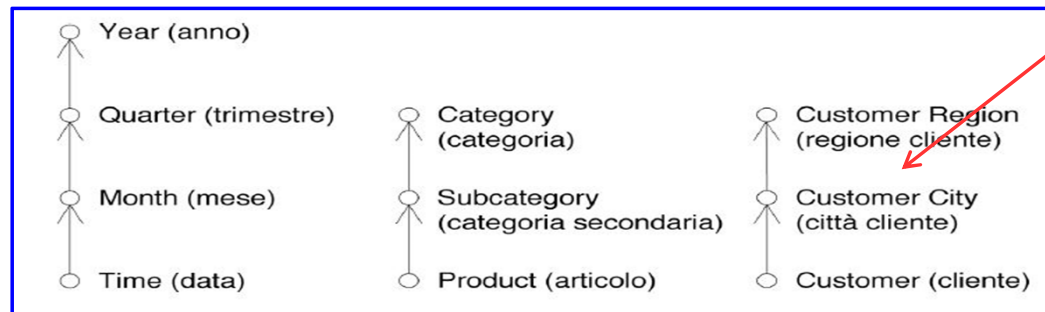 Year (anno)
Quarter (trimestre)
Month (mese)
Time (data)
Category
(categoria)
Subcategory
(categoria secondaria)
Product (articolo)
Customer Region
(regione cliente)
Customer City
(città cliente)
Customer (cliente)